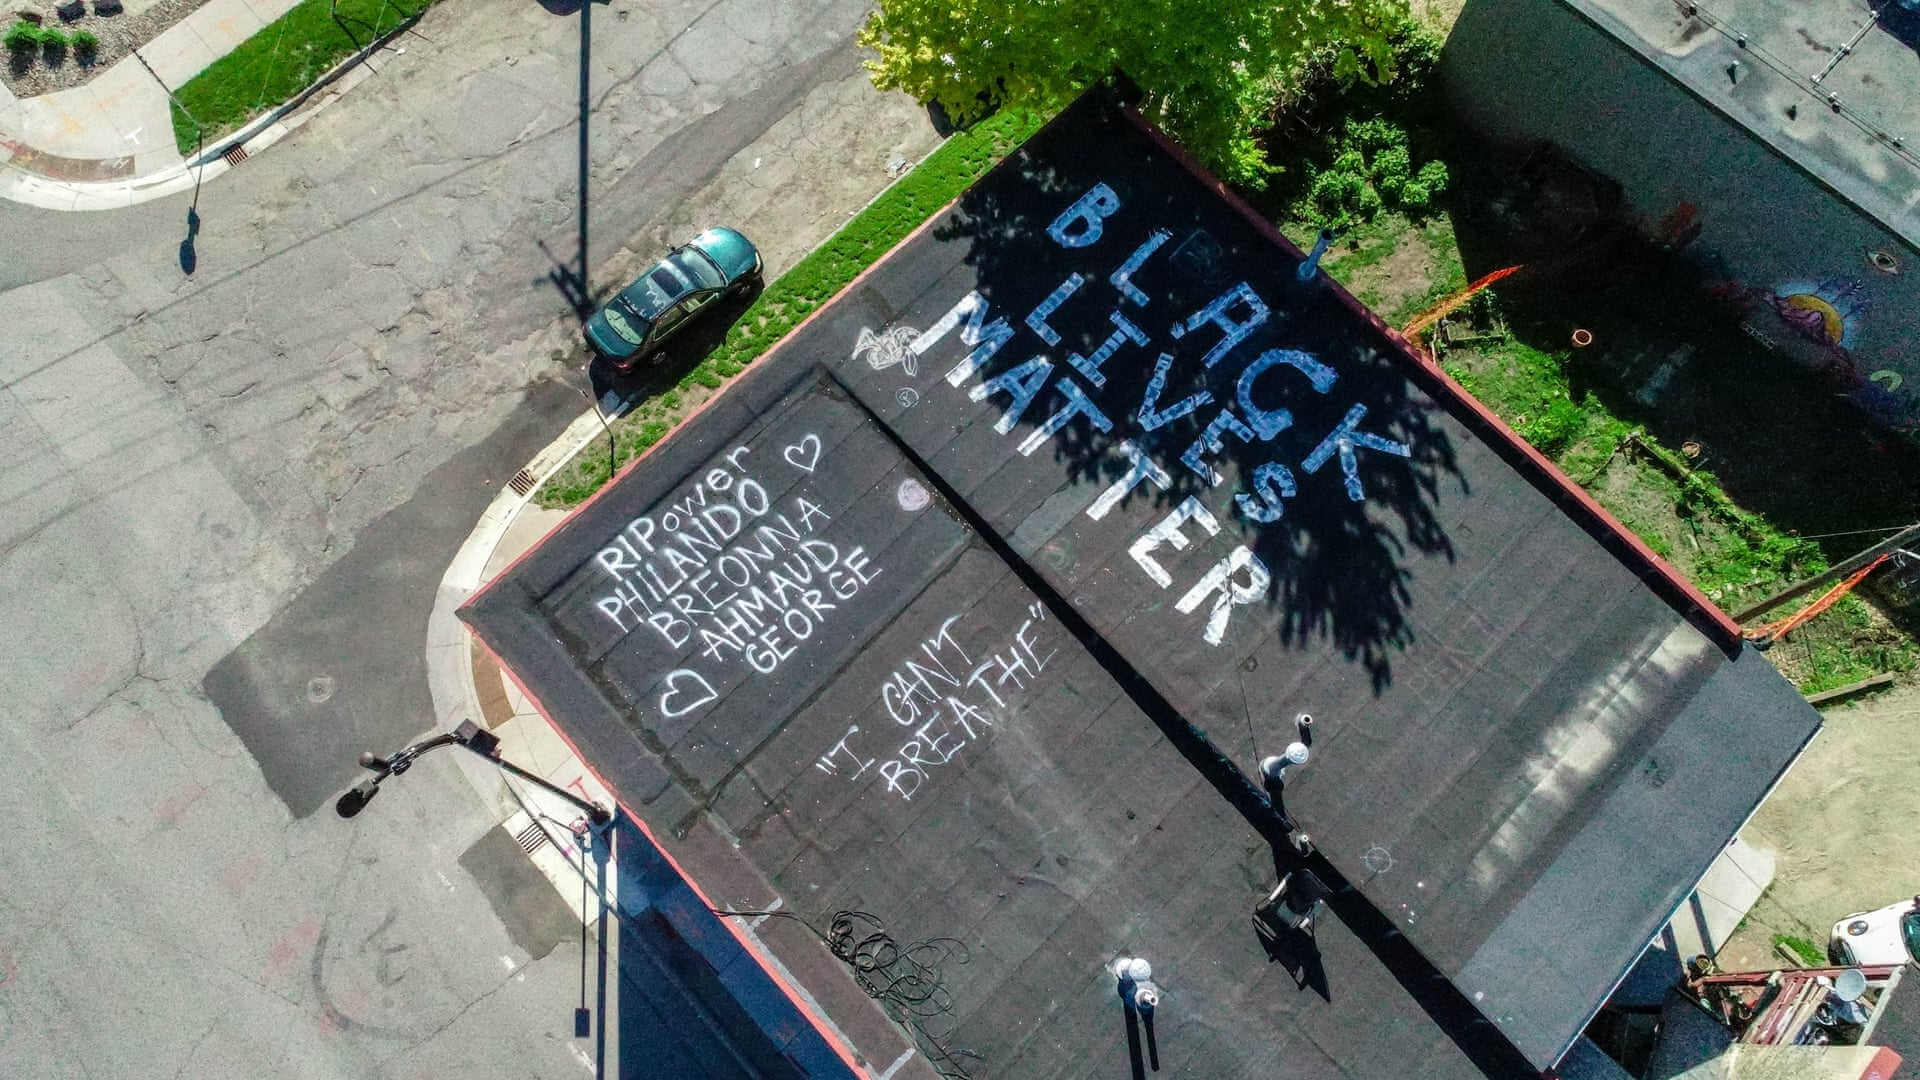 BLACK
LIVES
MATTER
RIPower
PHILANDO
BREONNA
AHMAUD
GEORGE
"I CAN'T
BREATHE"